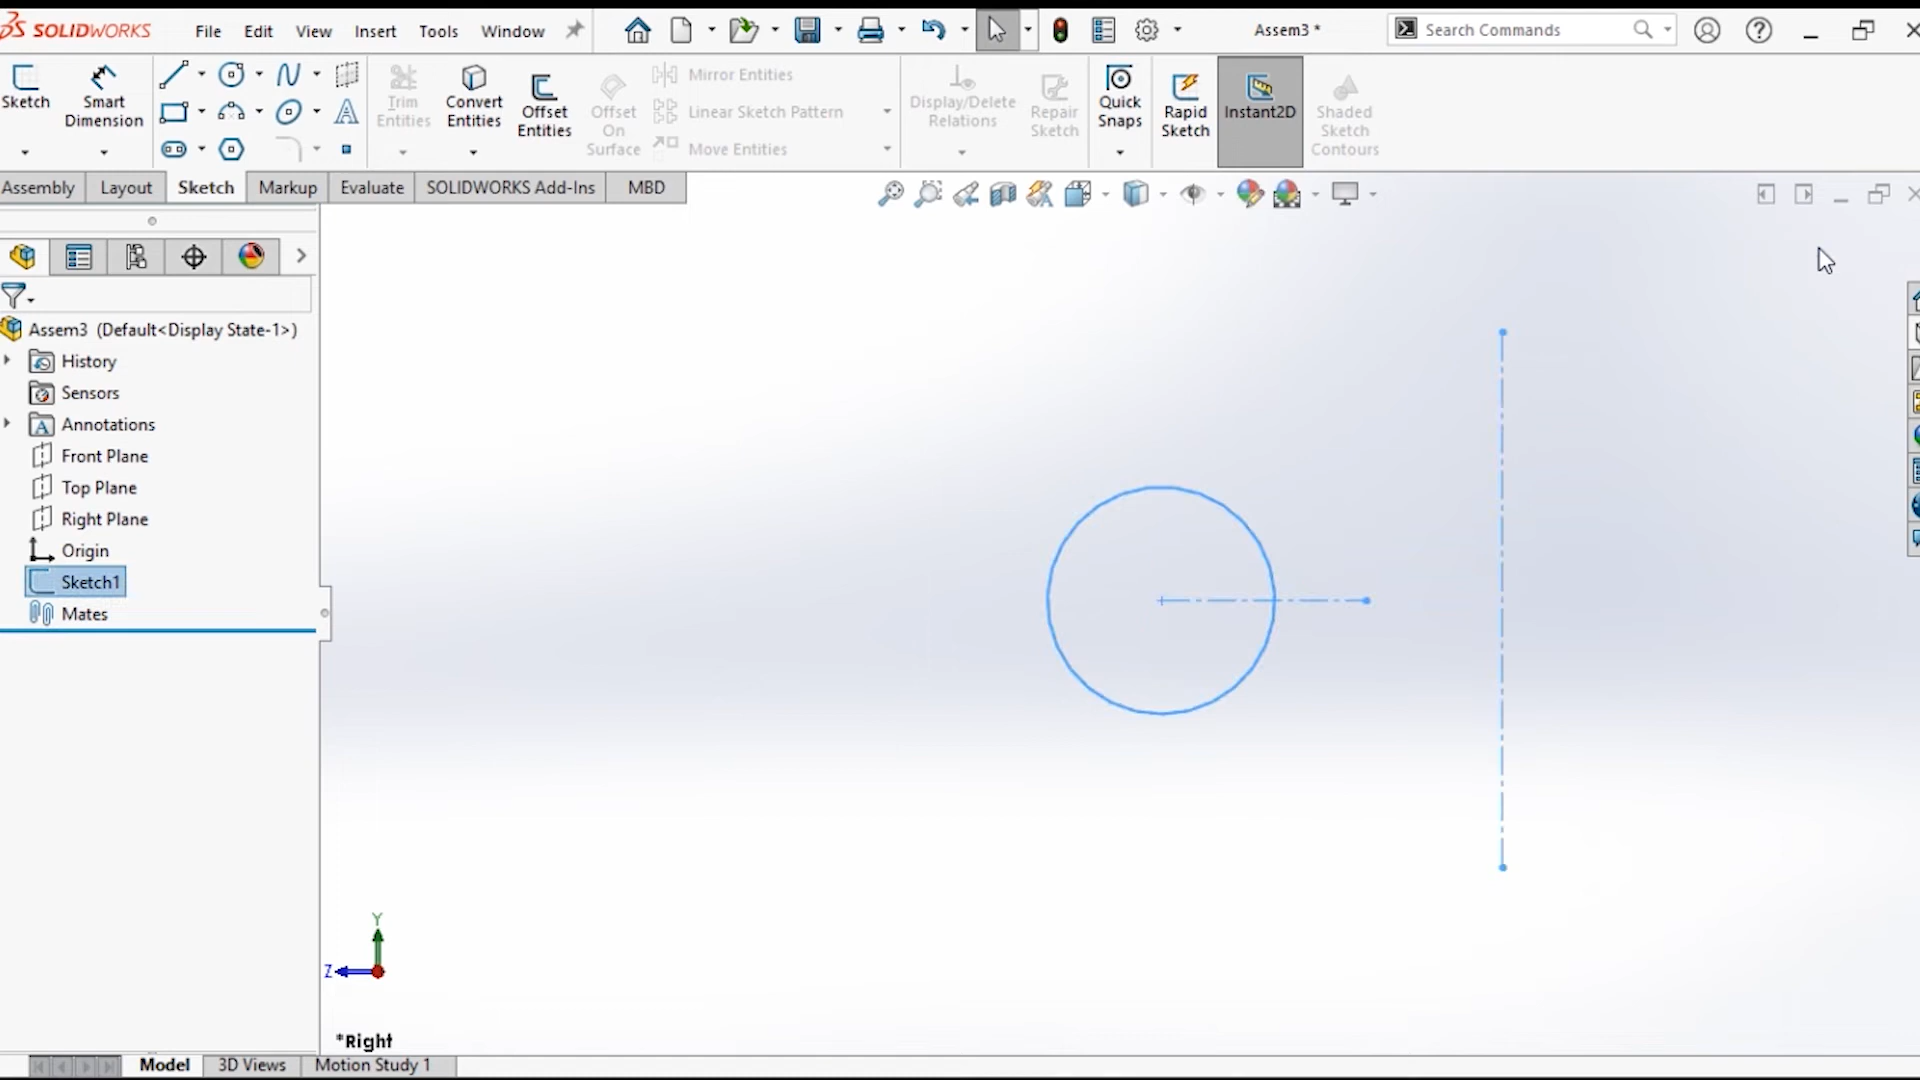 SOLIDWORKS File Edit View Insert Tools Window Assem3 * Search Commands
Sketch Smart Dimension Trim Entities Convert Entities Offset Entities Offset On Surface Mirror Entities Linear Sketch Pattern Move Entities Display/Delete Relations Repair Sketch Quick Snaps Rapid Sketch Instant2D Shaded Sketch Contours
Assembly Layout Sketch Markup Evaluate SOLIDWORKS Add-Ins MBD
Assem3 (Default<Display State-1>)
History
Sensors
Annotations
Front Plane
Top Plane
Right Plane
Origin
Sketch1
Mates
Y
Z
*Right
Model 3D Views Motion Study 1